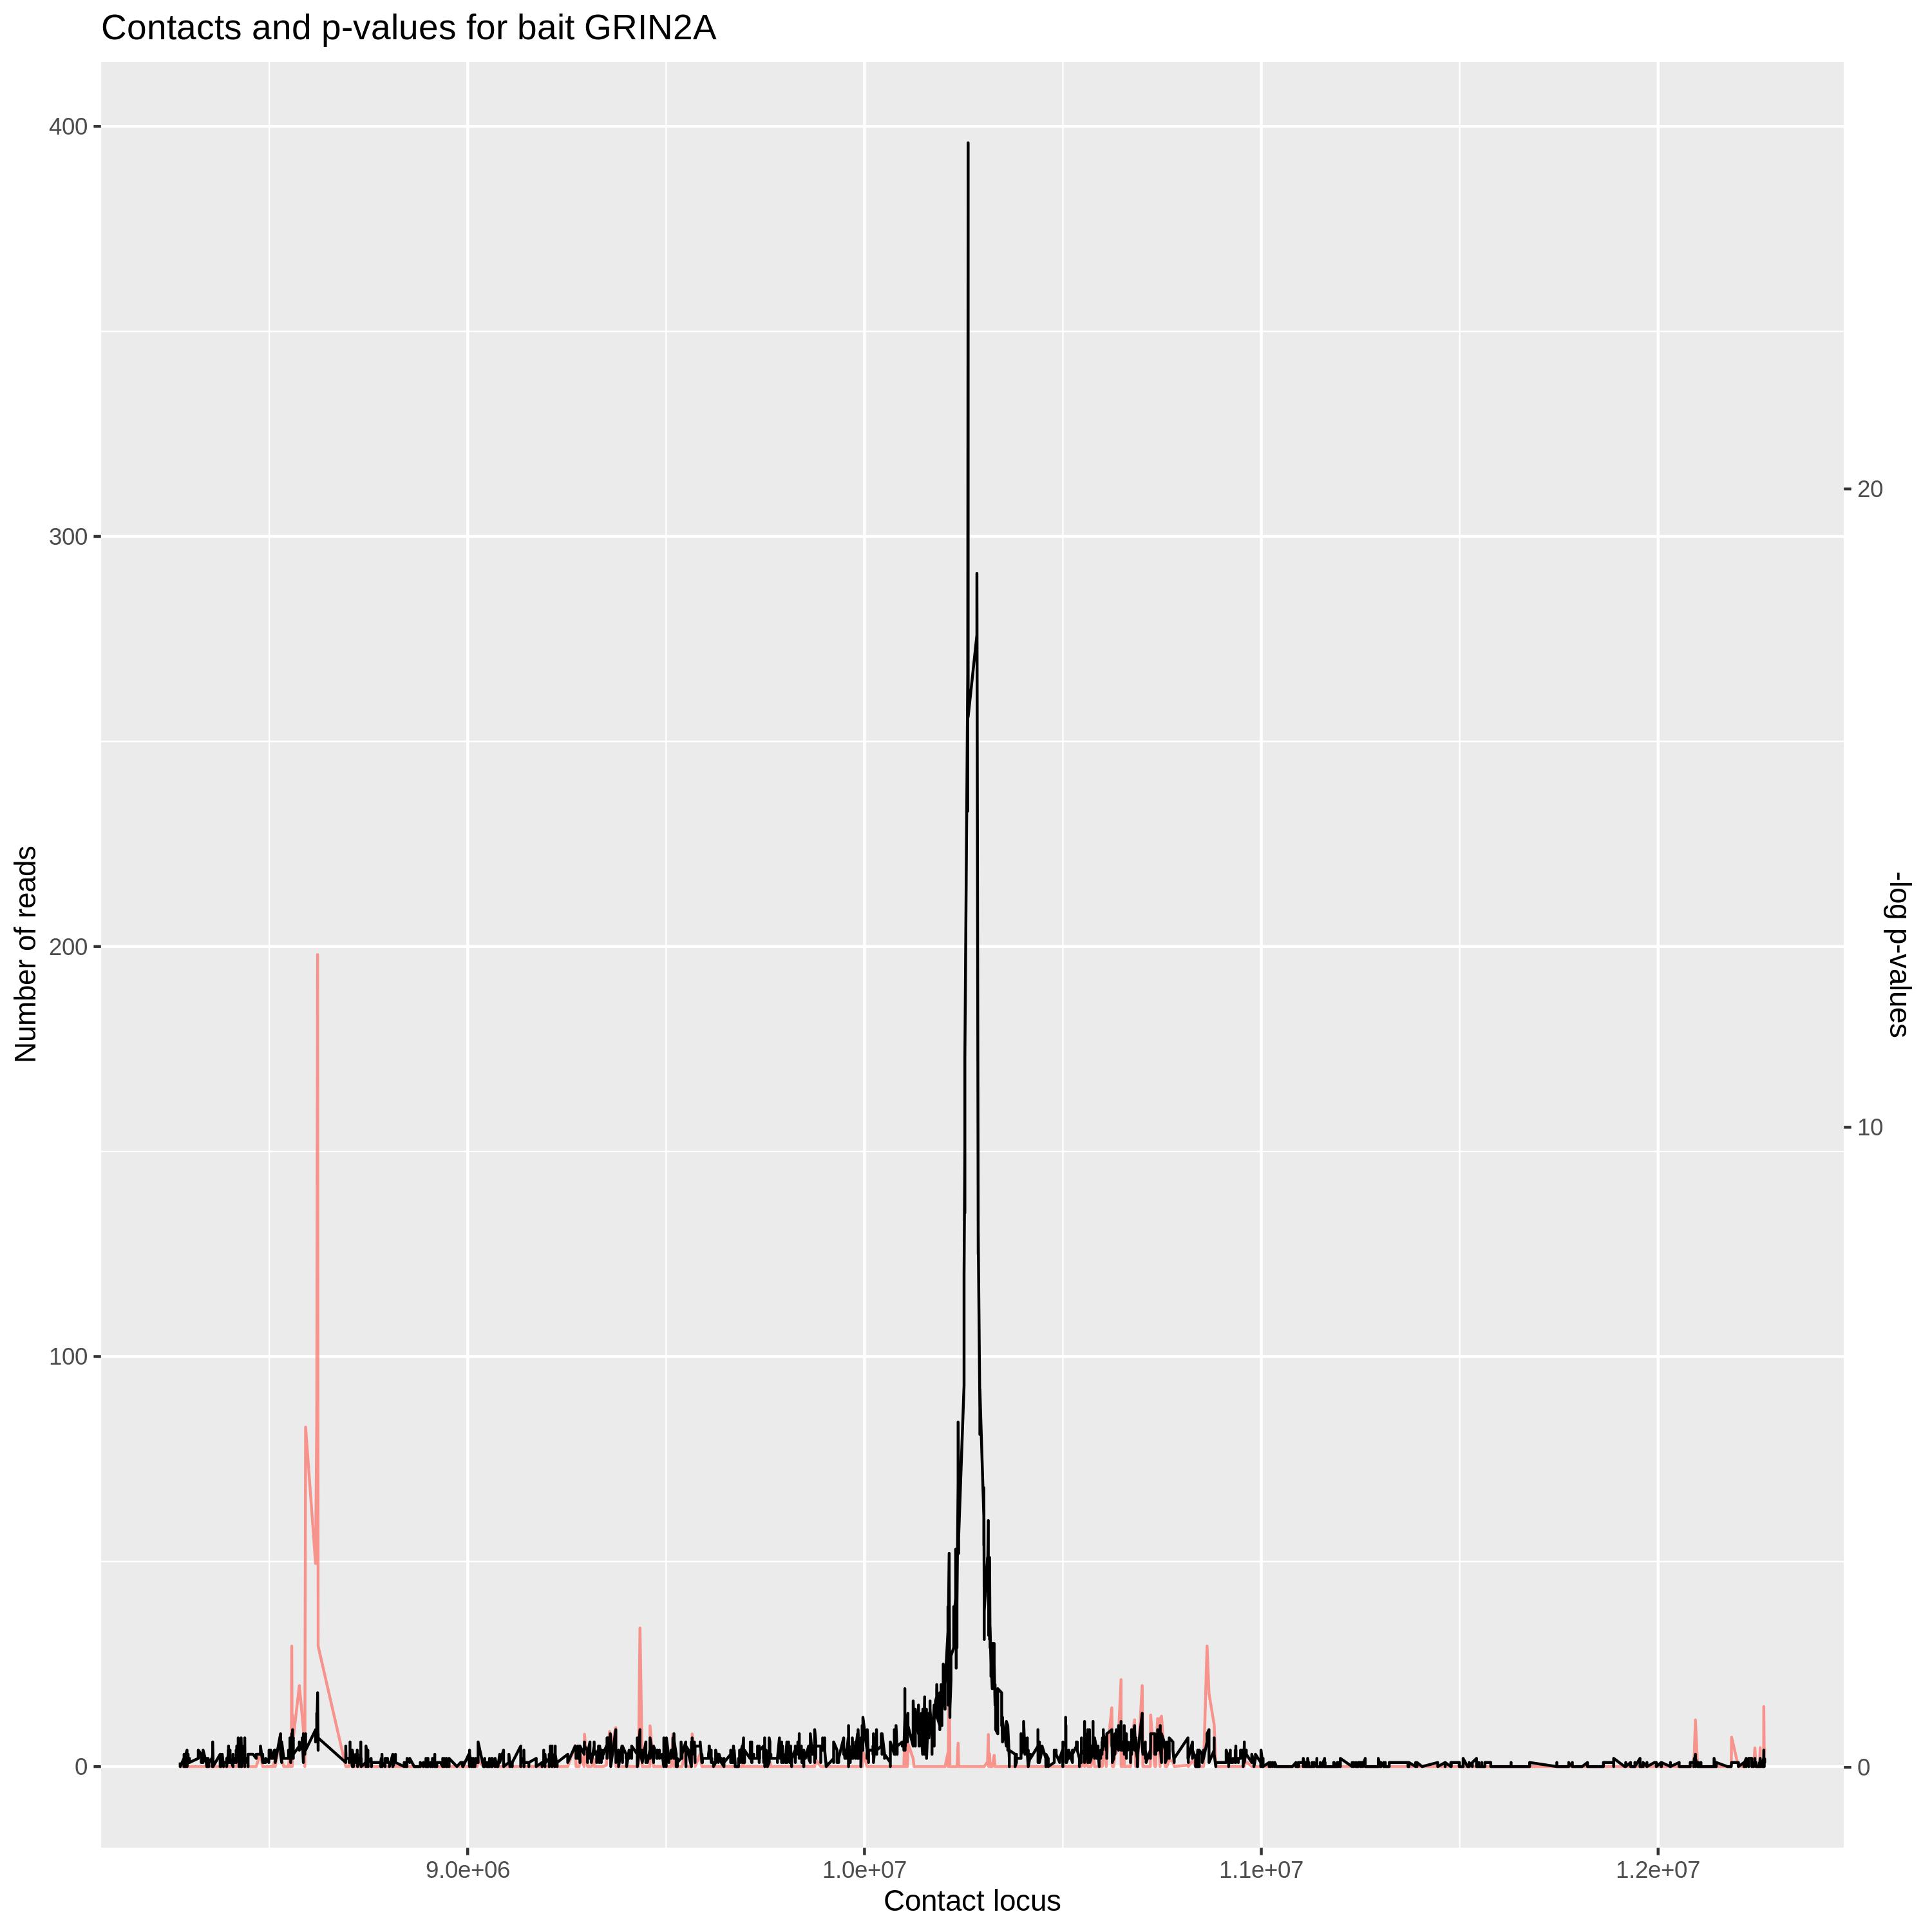 Contacts and p-values for bait GRIN2A
400
300
200
100
0
Number of reads
20
10
0
-log p-values
9.0e+06
1.0e+07
1.1e+07
1.2e+07
Contact locus